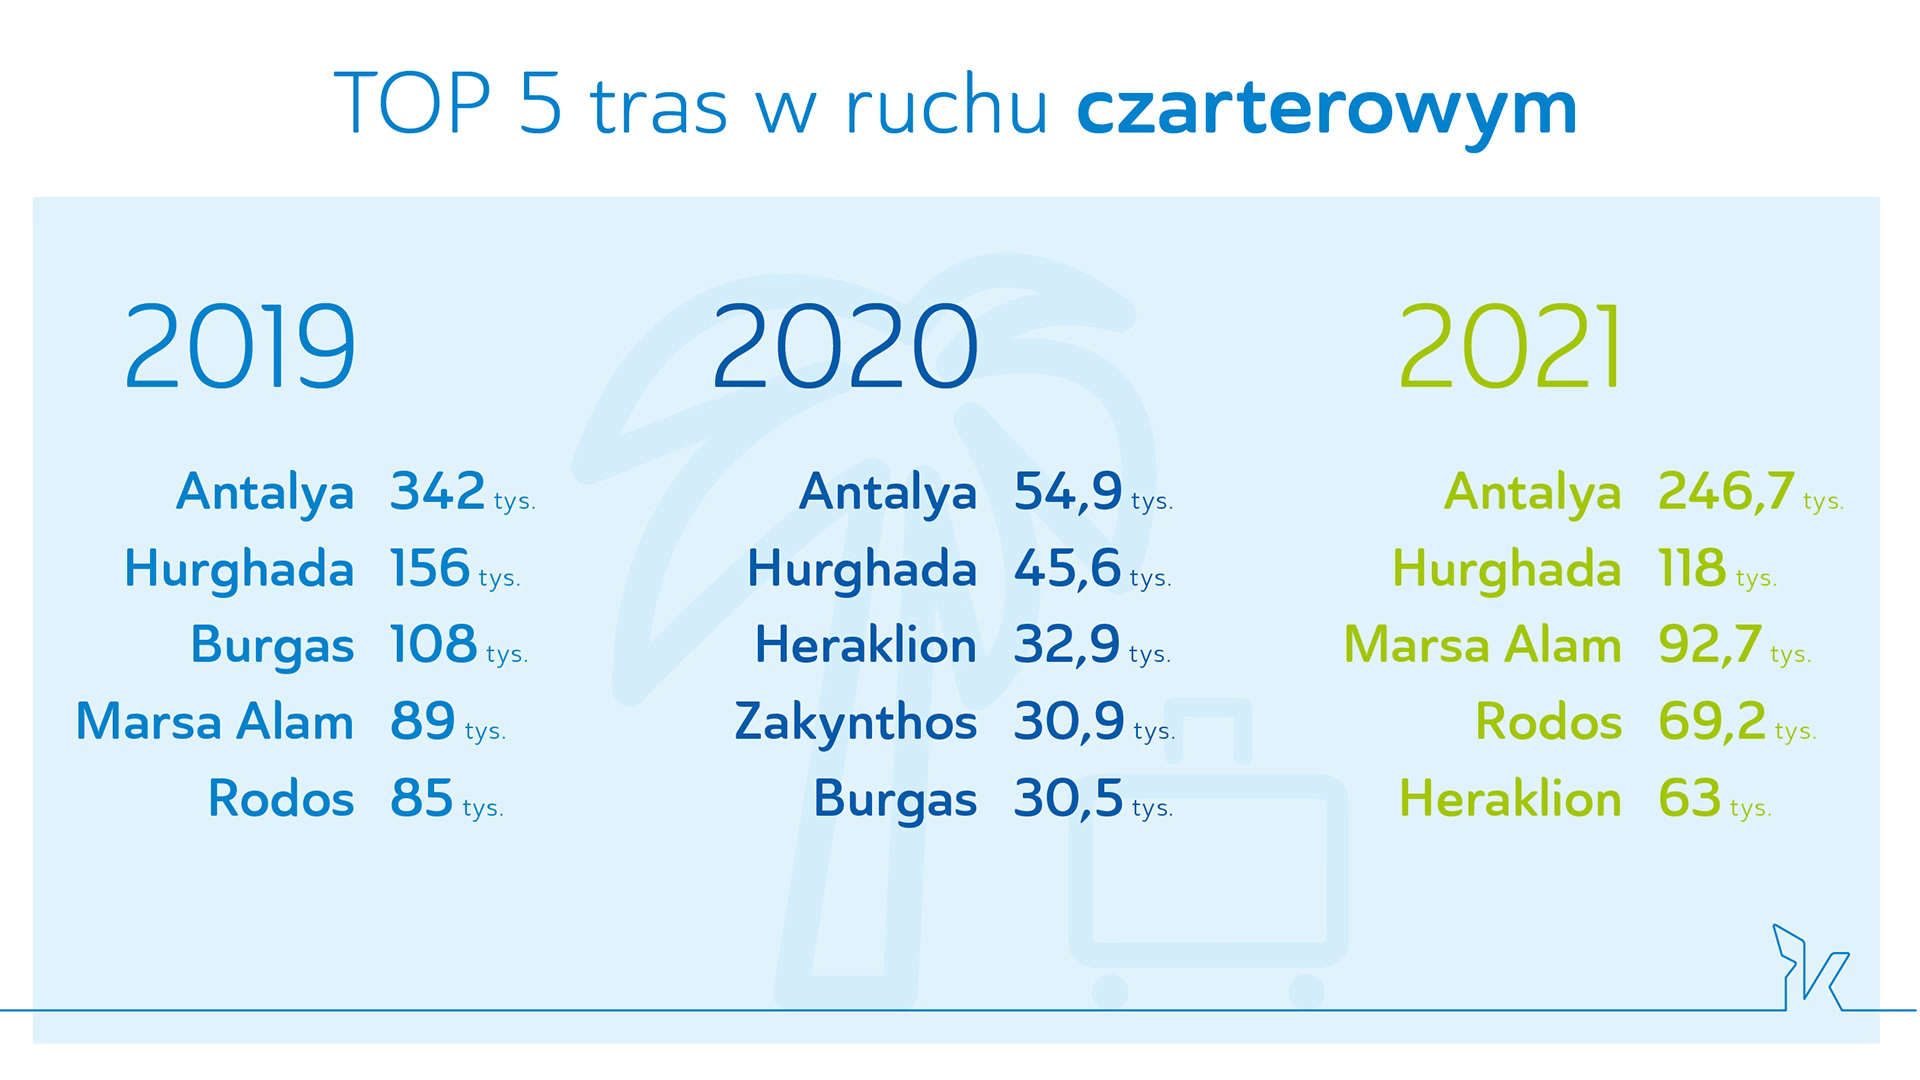 TOP 5 tras w ruchu czarterowym
2019
Antalya 342 tys.
Hurghada 156 tys.
Burgas 108 tys.
Marsa Alam 89 tys.
Rodos 85 tys.
2020
Antalya 54,9 tys.
Hurghada 45,6 tys.
Heraklion 32,9 tys.
Zakynthos 30,9 tys.
Burgas 30,5 tys.
2021
Antalya 246,7 tys.
Hurghada 118 tys.
Marsa Alam 92,7 tys.
Rodos 69,2 tys.
Heraklion 63 tys.